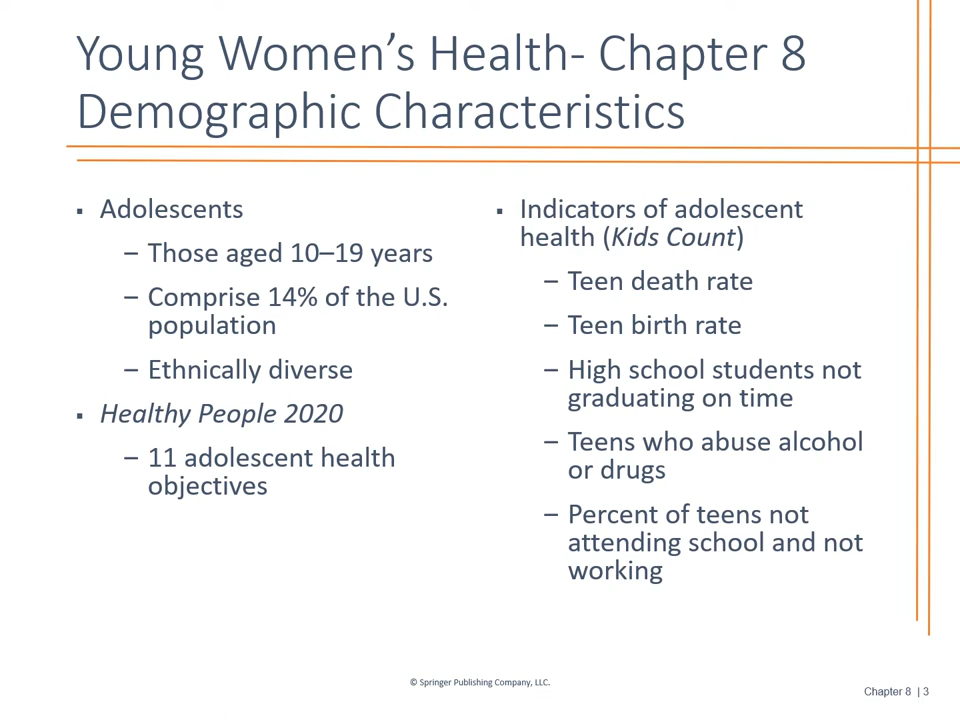 Young Women’s Health- Chapter 8
Demographic Characteristics
▪ Adolescents
– Those aged 10–19 years
– Comprise 14% of the U.S.
population
– Ethnically diverse
▪ Healthy People 2020
– 11 adolescent health
objectives
▪ Indicators of adolescent
health (Kids Count)
– Teen death rate
– Teen birth rate
– High school students not
graduating on time
– Teens who abuse alcohol
or drugs
– Percent of teens not
attending school and not
working
© Springer Publishing Company, LLC.
Chapter 8 | 3